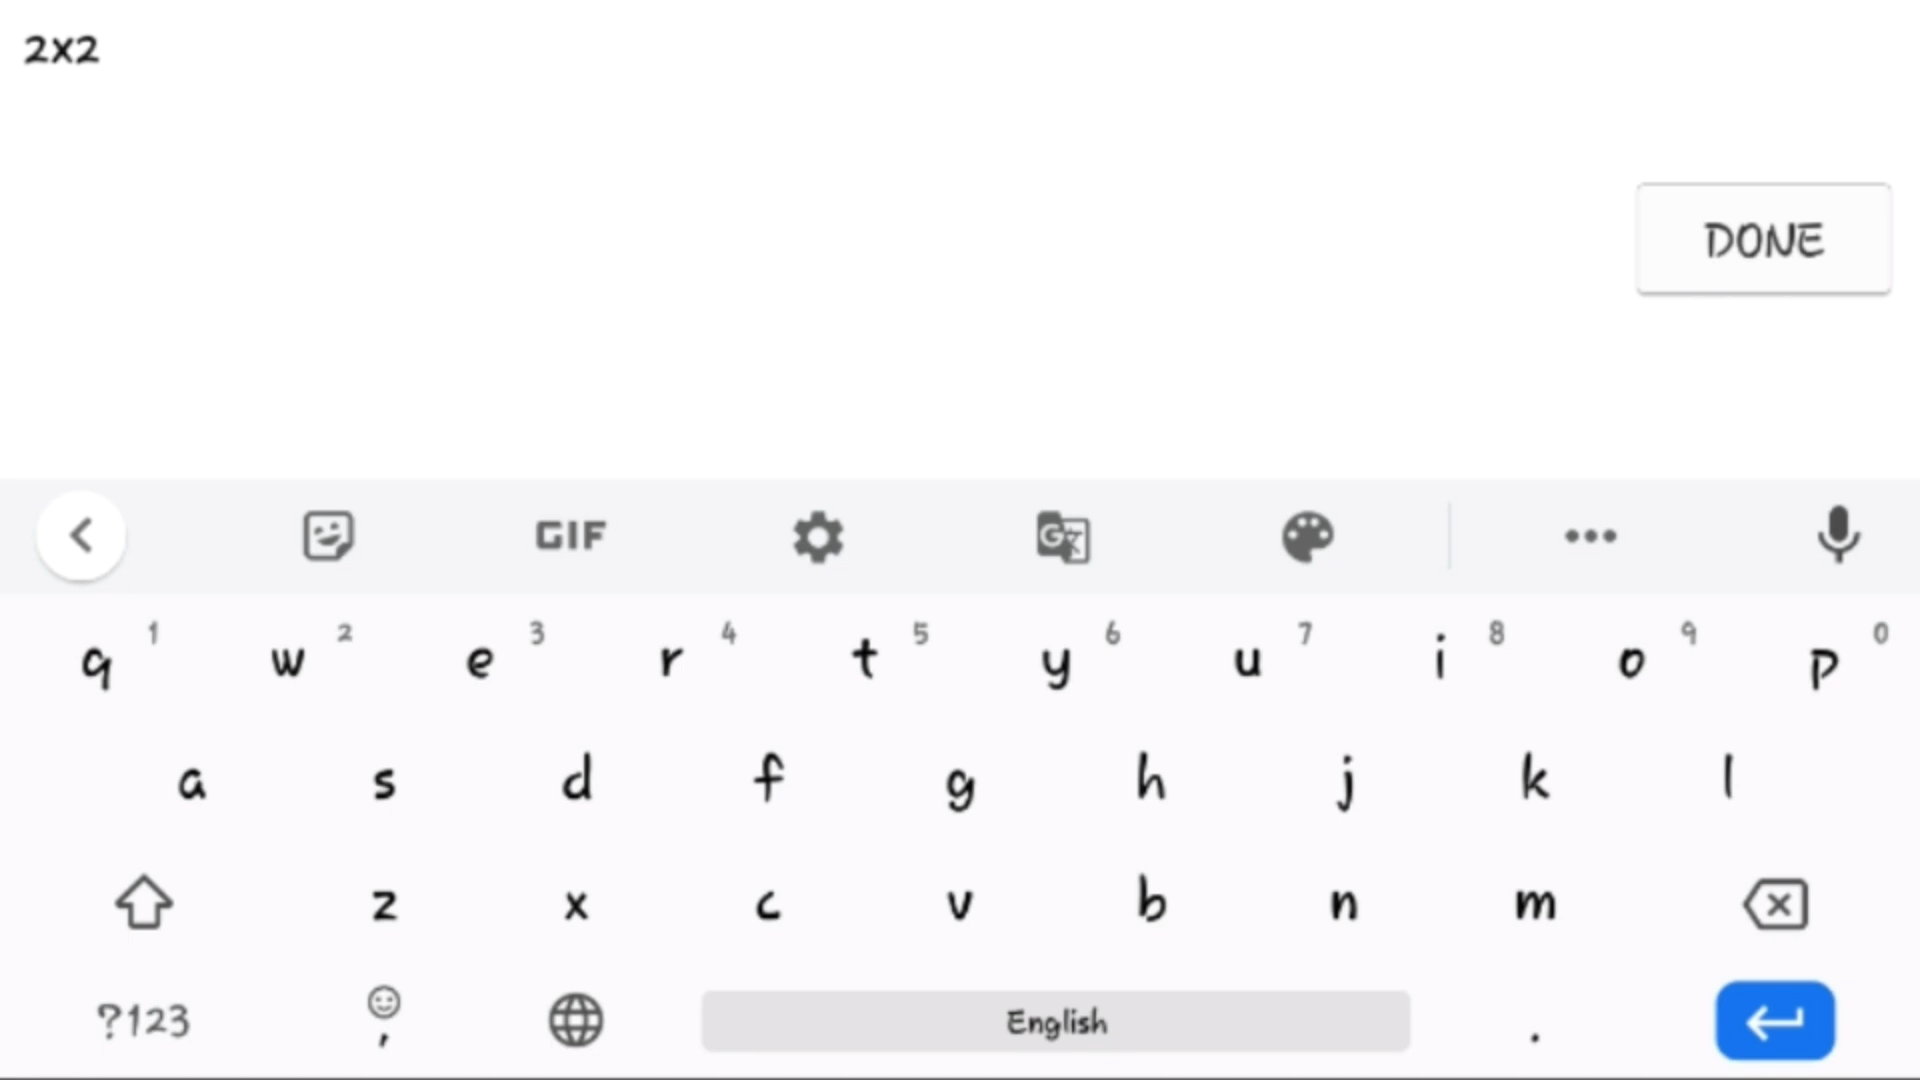 2x2
DONE
GIF
G
q 1 w 2 e 3 r 4 t 5 y 6 u 7 i 8 o 9 p 0
a s d f g h j k l
z x c v b n m
?123 , English .